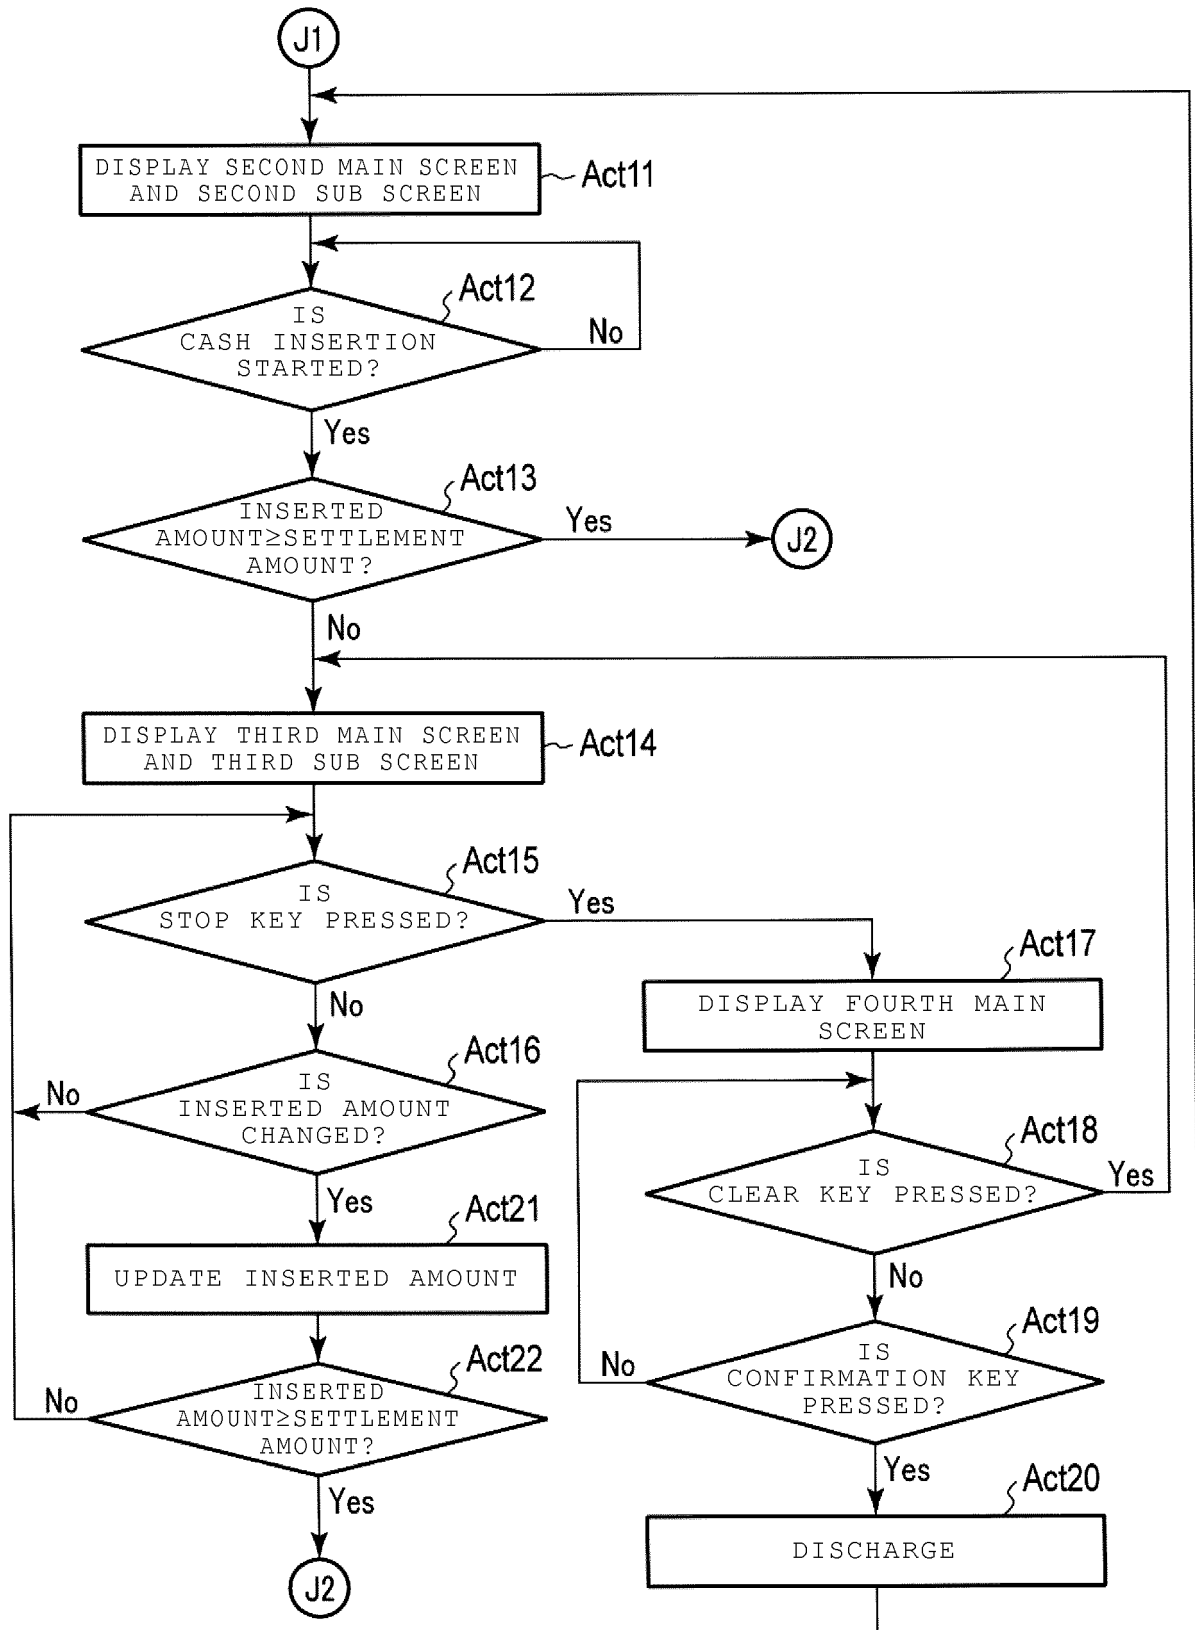 J1
DISPLAY SECOND MAIN SCREEN
AND SECOND SUB SCREEN
Act11
Act12
IS
CASH INSERTION
STARTED?
No
Yes
Act13
INSERTED
AMOUNT≥SETTLEMENT
AMOUNT?
Yes
J2
No
DISPLAY THIRD MAIN SCREEN
AND THIRD SUB SCREEN
Act14
Act15
IS
STOP KEY PRESSED?
Yes
No
Act17
DISPLAY FOURTH MAIN
SCREEN
Act16
IS
INSERTED AMOUNT
CHANGED?
No
Yes
Act18
IS
CLEAR KEY PRESSED?
Yes
No
Act21
UPDATE INSERTED AMOUNT
Act22
INSERTED
AMOUNT≥SETTLEMENT
AMOUNT?
No
Yes
J2
Act19
IS
CONFIRMATION KEY
PRESSED?
No
Yes
Act20
DISCHARGE